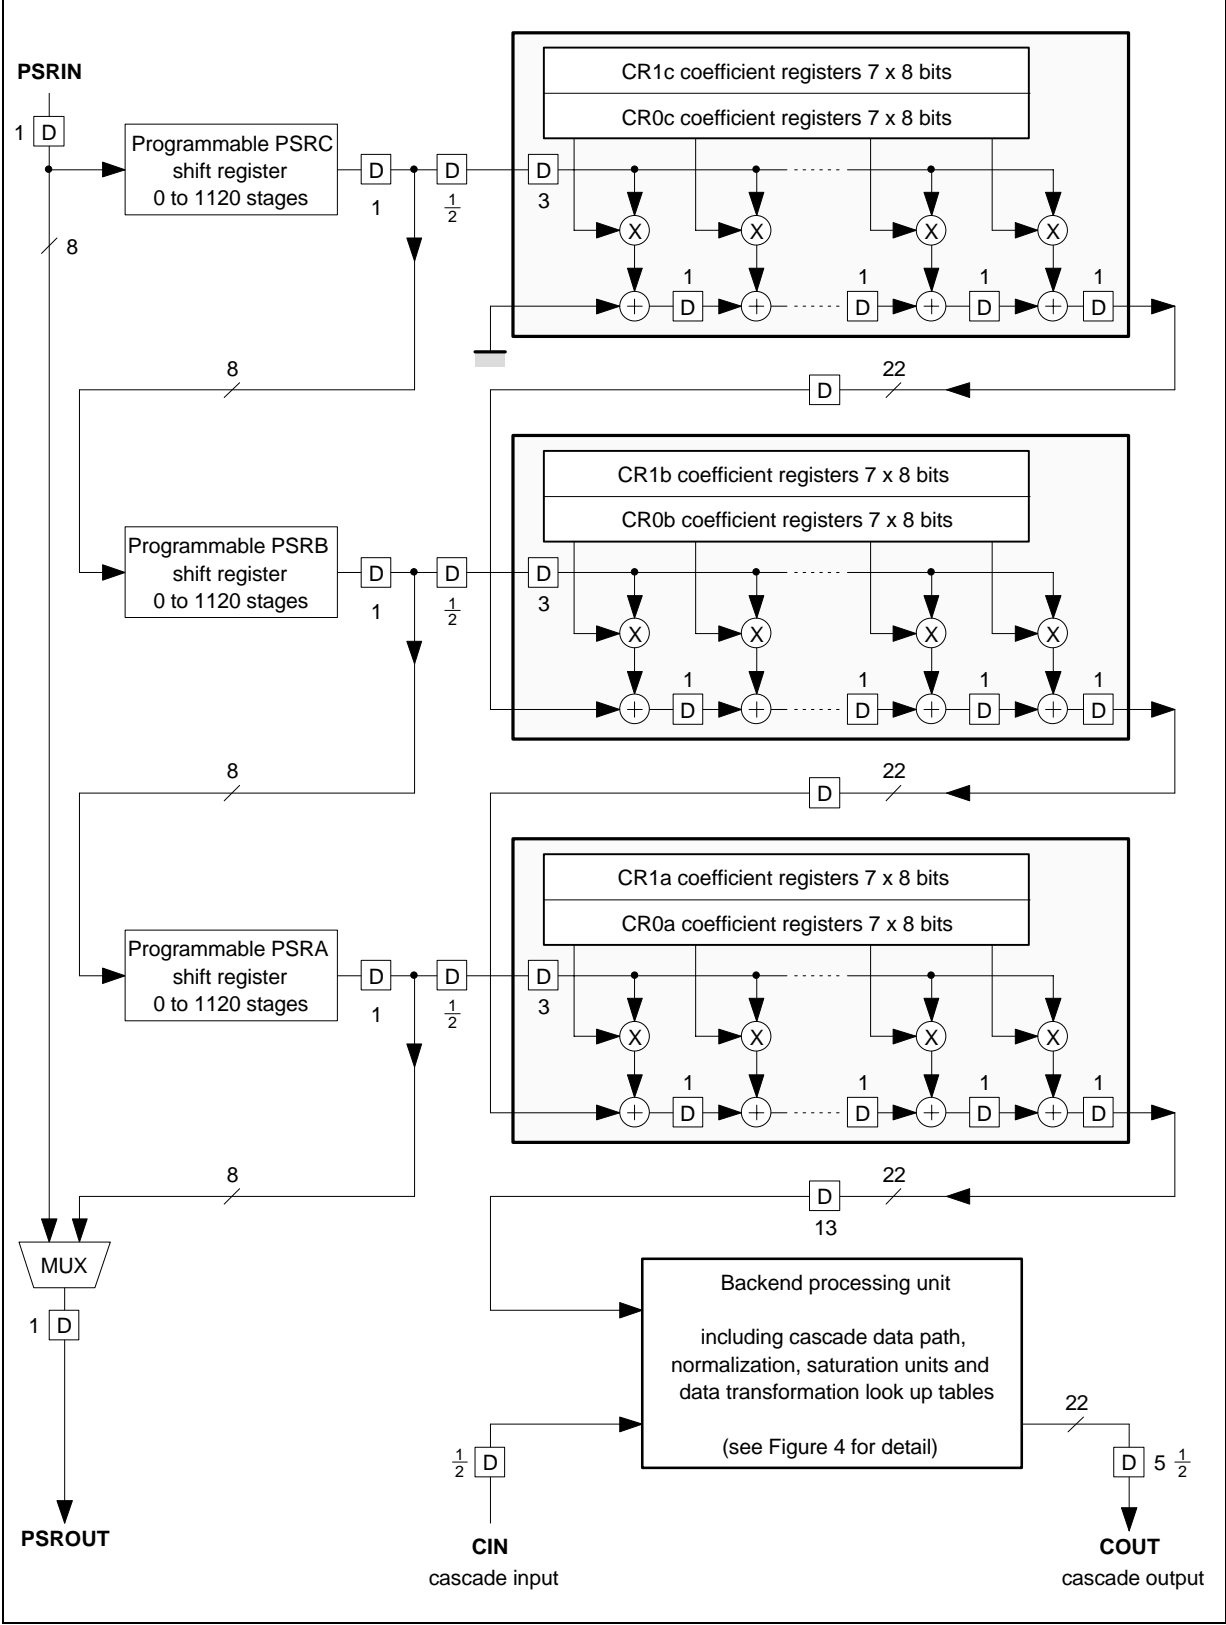 PSRIN
1 D
8
Programmable PSRC
shift register
0 to 1120 stages
D
1
D
1/2
D
3
CR1c coefficient registers 7 x 8 bits
CR0c coefficient registers 7 x 8 bits
X X X X
1 1 1 1
+ D + D + D + D
8
D
22
Programmable PSRB
shift register
0 to 1120 stages
D
1
D
1/2
D
3
CR1b coefficient registers 7 x 8 bits
CR0b coefficient registers 7 x 8 bits
X X X X
1 1 1 1
+ D + D + D + D
8
D
22
Programmable PSRA
shift register
0 to 1120 stages
D
1
D
1/2
D
3
CR1a coefficient registers 7 x 8 bits
CR0a coefficient registers 7 x 8 bits
X X X X
1 1 1 1
+ D + D + D + D
8
D
13
22
MUX
1 D
PSROUT
Backend processing unit
including cascade data path,
normalization, saturation units and
data transformation look up tables
(see Figure 4 for detail)
1/2 D
CIN
cascade input
22
D 5 1/2
COUT
cascade output